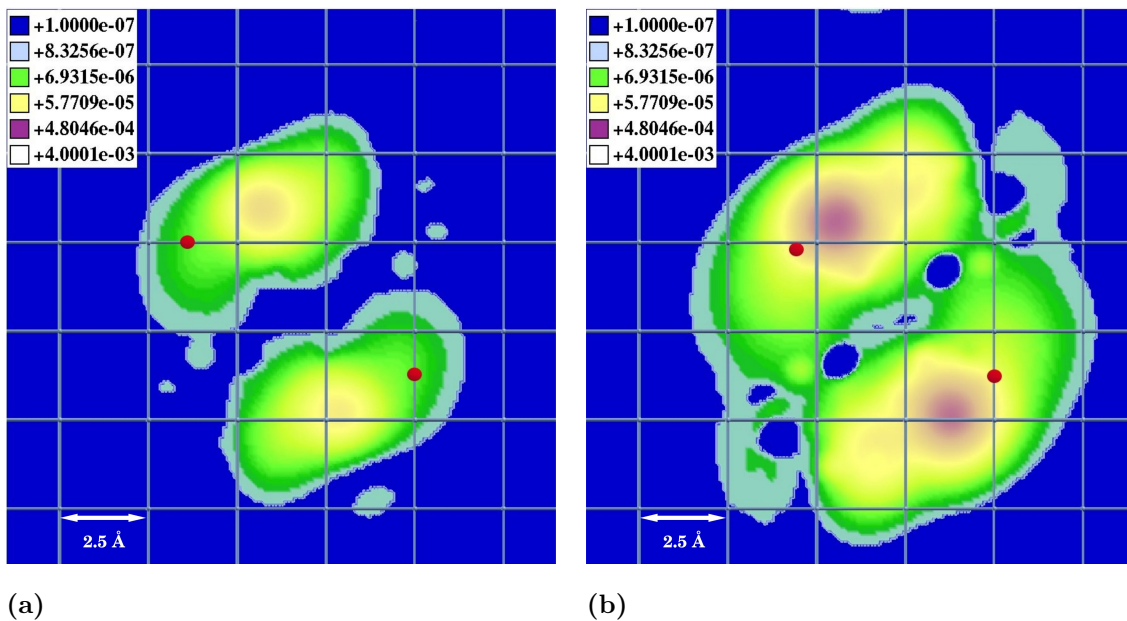 +1.0000e-07
+8.3256e-07
+6.9315e-06
+5.7709e-05
+4.8046e-04
+4.0001e-03
2.5 Å
+1.0000e-07
+8.3256e-07
+6.9315e-06
+5.7709e-05
+4.8046e-04
+4.0001e-03
2.5 Å
(a)
(b)